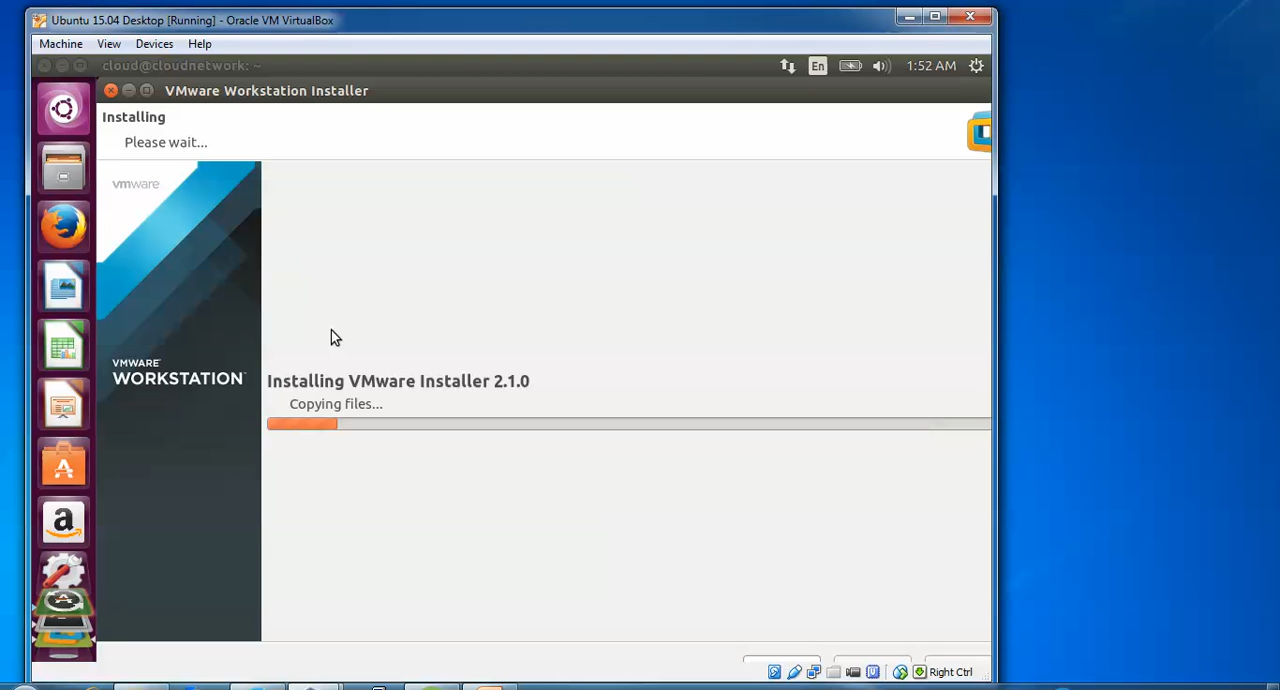 Ubuntu 15.04 Desktop [Running] - Oracle VM VirtualBox
Machine View Devices Help
cloud@cloudnetwork: ~
En
1:52 AM
VMware Workstation Installer
Installing
Please wait...
vmware
VMWARE
WORKSTATION™
Installing VMware Installer 2.1.0
Copying files...
a
Right Ctrl